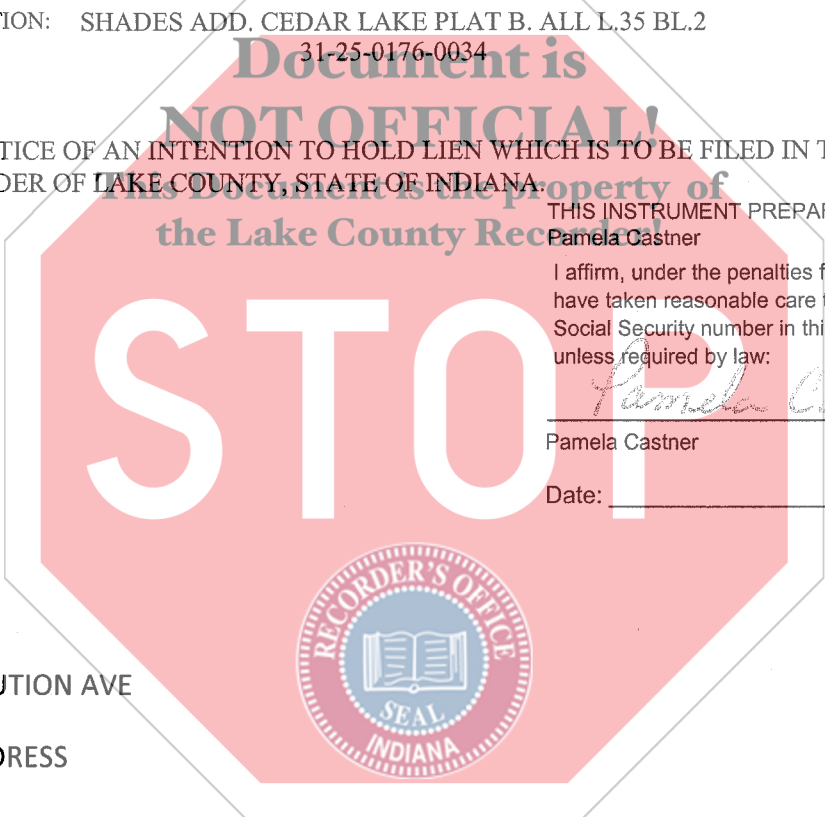 TION: SHADES ADD. CEDAR LAKE PLAT B. ALL L.35 BL.2
31-25-0176-0034
Document is
NOT OFFICIAL!
TICE OF AN INTENTION TO HOLD LIEN WHICH IS TO BE FILED IN T
DER OF LAKE COUNTY, STATE OF INDIANA.
This Document is the property of
the Lake County Recorder!
THIS INSTRUMENT PREPAR
Pamela Castner
I affirm, under the penalties f
have taken reasonable care t
Social Security number in thi
unless required by law:
Pamela C
Pamela Castner
Date:
STOP
RECORDER'S OFFICE
SEAL
INDIANA
UTION AVE
DRESS